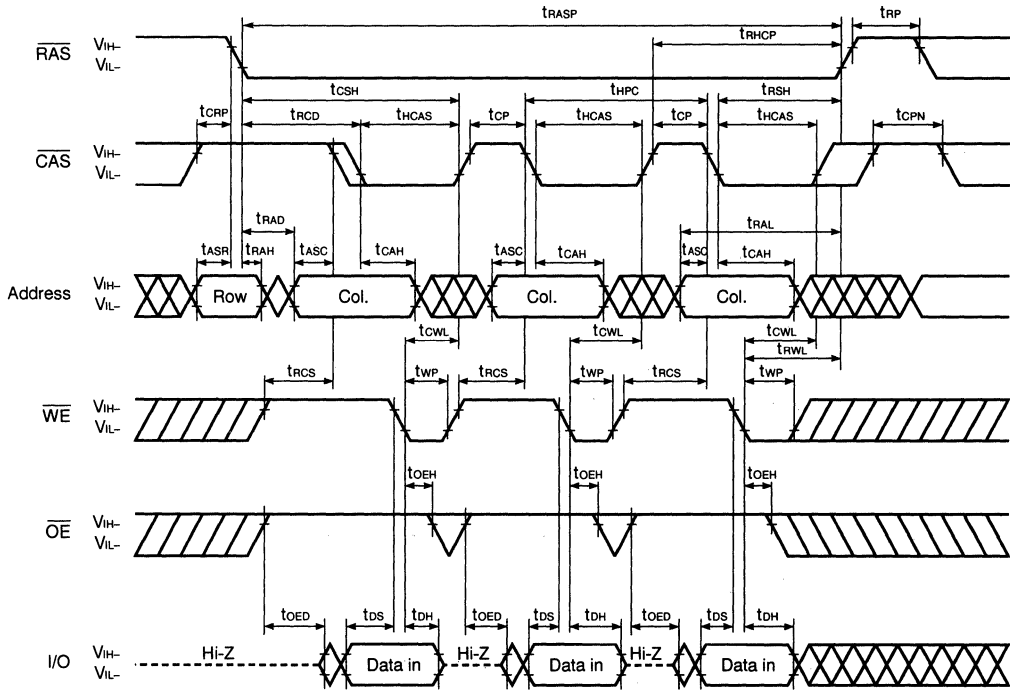 tRASP
tRP
tRHCP
RAS
VIH–
VIL–
tCSH
tHPC
tRSH
tCRP
tRCD
tHCAS
tCP
tHCAS
tCP
tHCAS
tCPN
CAS
VIH–
VIL–
tRAD
tRAL
tASR
tRAH
tASC
tCAH
tASC
tCAH
tASC
tCAH
Address
VIH–
VIL–
Row
Col.
Col.
Col.
tCWL
tCWL
tCWL
tRWL
tRCS
tWP
tRCS
tWP
tRCS
tWP
WE
VIH–
VIL–
tOEH
tOEH
tOEH
OE
VIH–
VIL–
tOED
tDS
tDH
tOED
tDS
tDH
tOED
tDS
tDH
I/O
VIH–
VIL–
Hi-Z
Data in
Hi-Z
Data in
Hi-Z
Data in